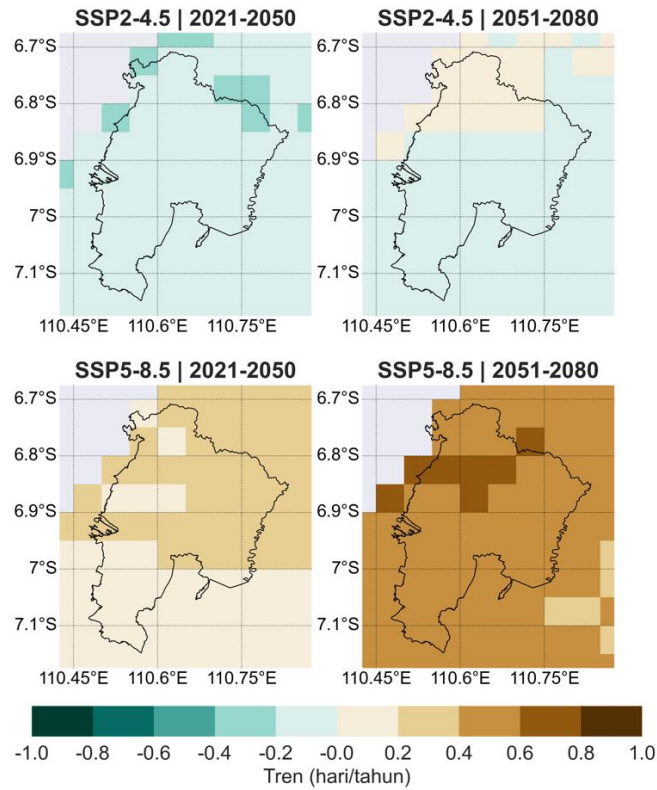 SSP2-4.5 | 2021-2050
SSP2-4.5 | 2051-2080
6.7°S
6.8°S
6.9°S
7°S
7.1°S
6.7°S
6.8°S
6.9°S
7°S
7.1°S
110.45°E 110.6°E 110.75°E
110.45°E 110.6°E 110.75°E
SSP5-8.5 | 2021-2050
SSP5-8.5 | 2051-2080
6.7°S
6.8°S
6.9°S
7°S
7.1°S
6.7°S
6.8°S
6.9°S
7°S
7.1°S
110.45°E 110.6°E 110.75°E
110.45°E 110.6°E 110.75°E
-1.0 -0.8 -0.6 -0.4 -0.2 -0.0 0.2 0.4 0.6 0.8 1.0
Tren (hari/tahun)